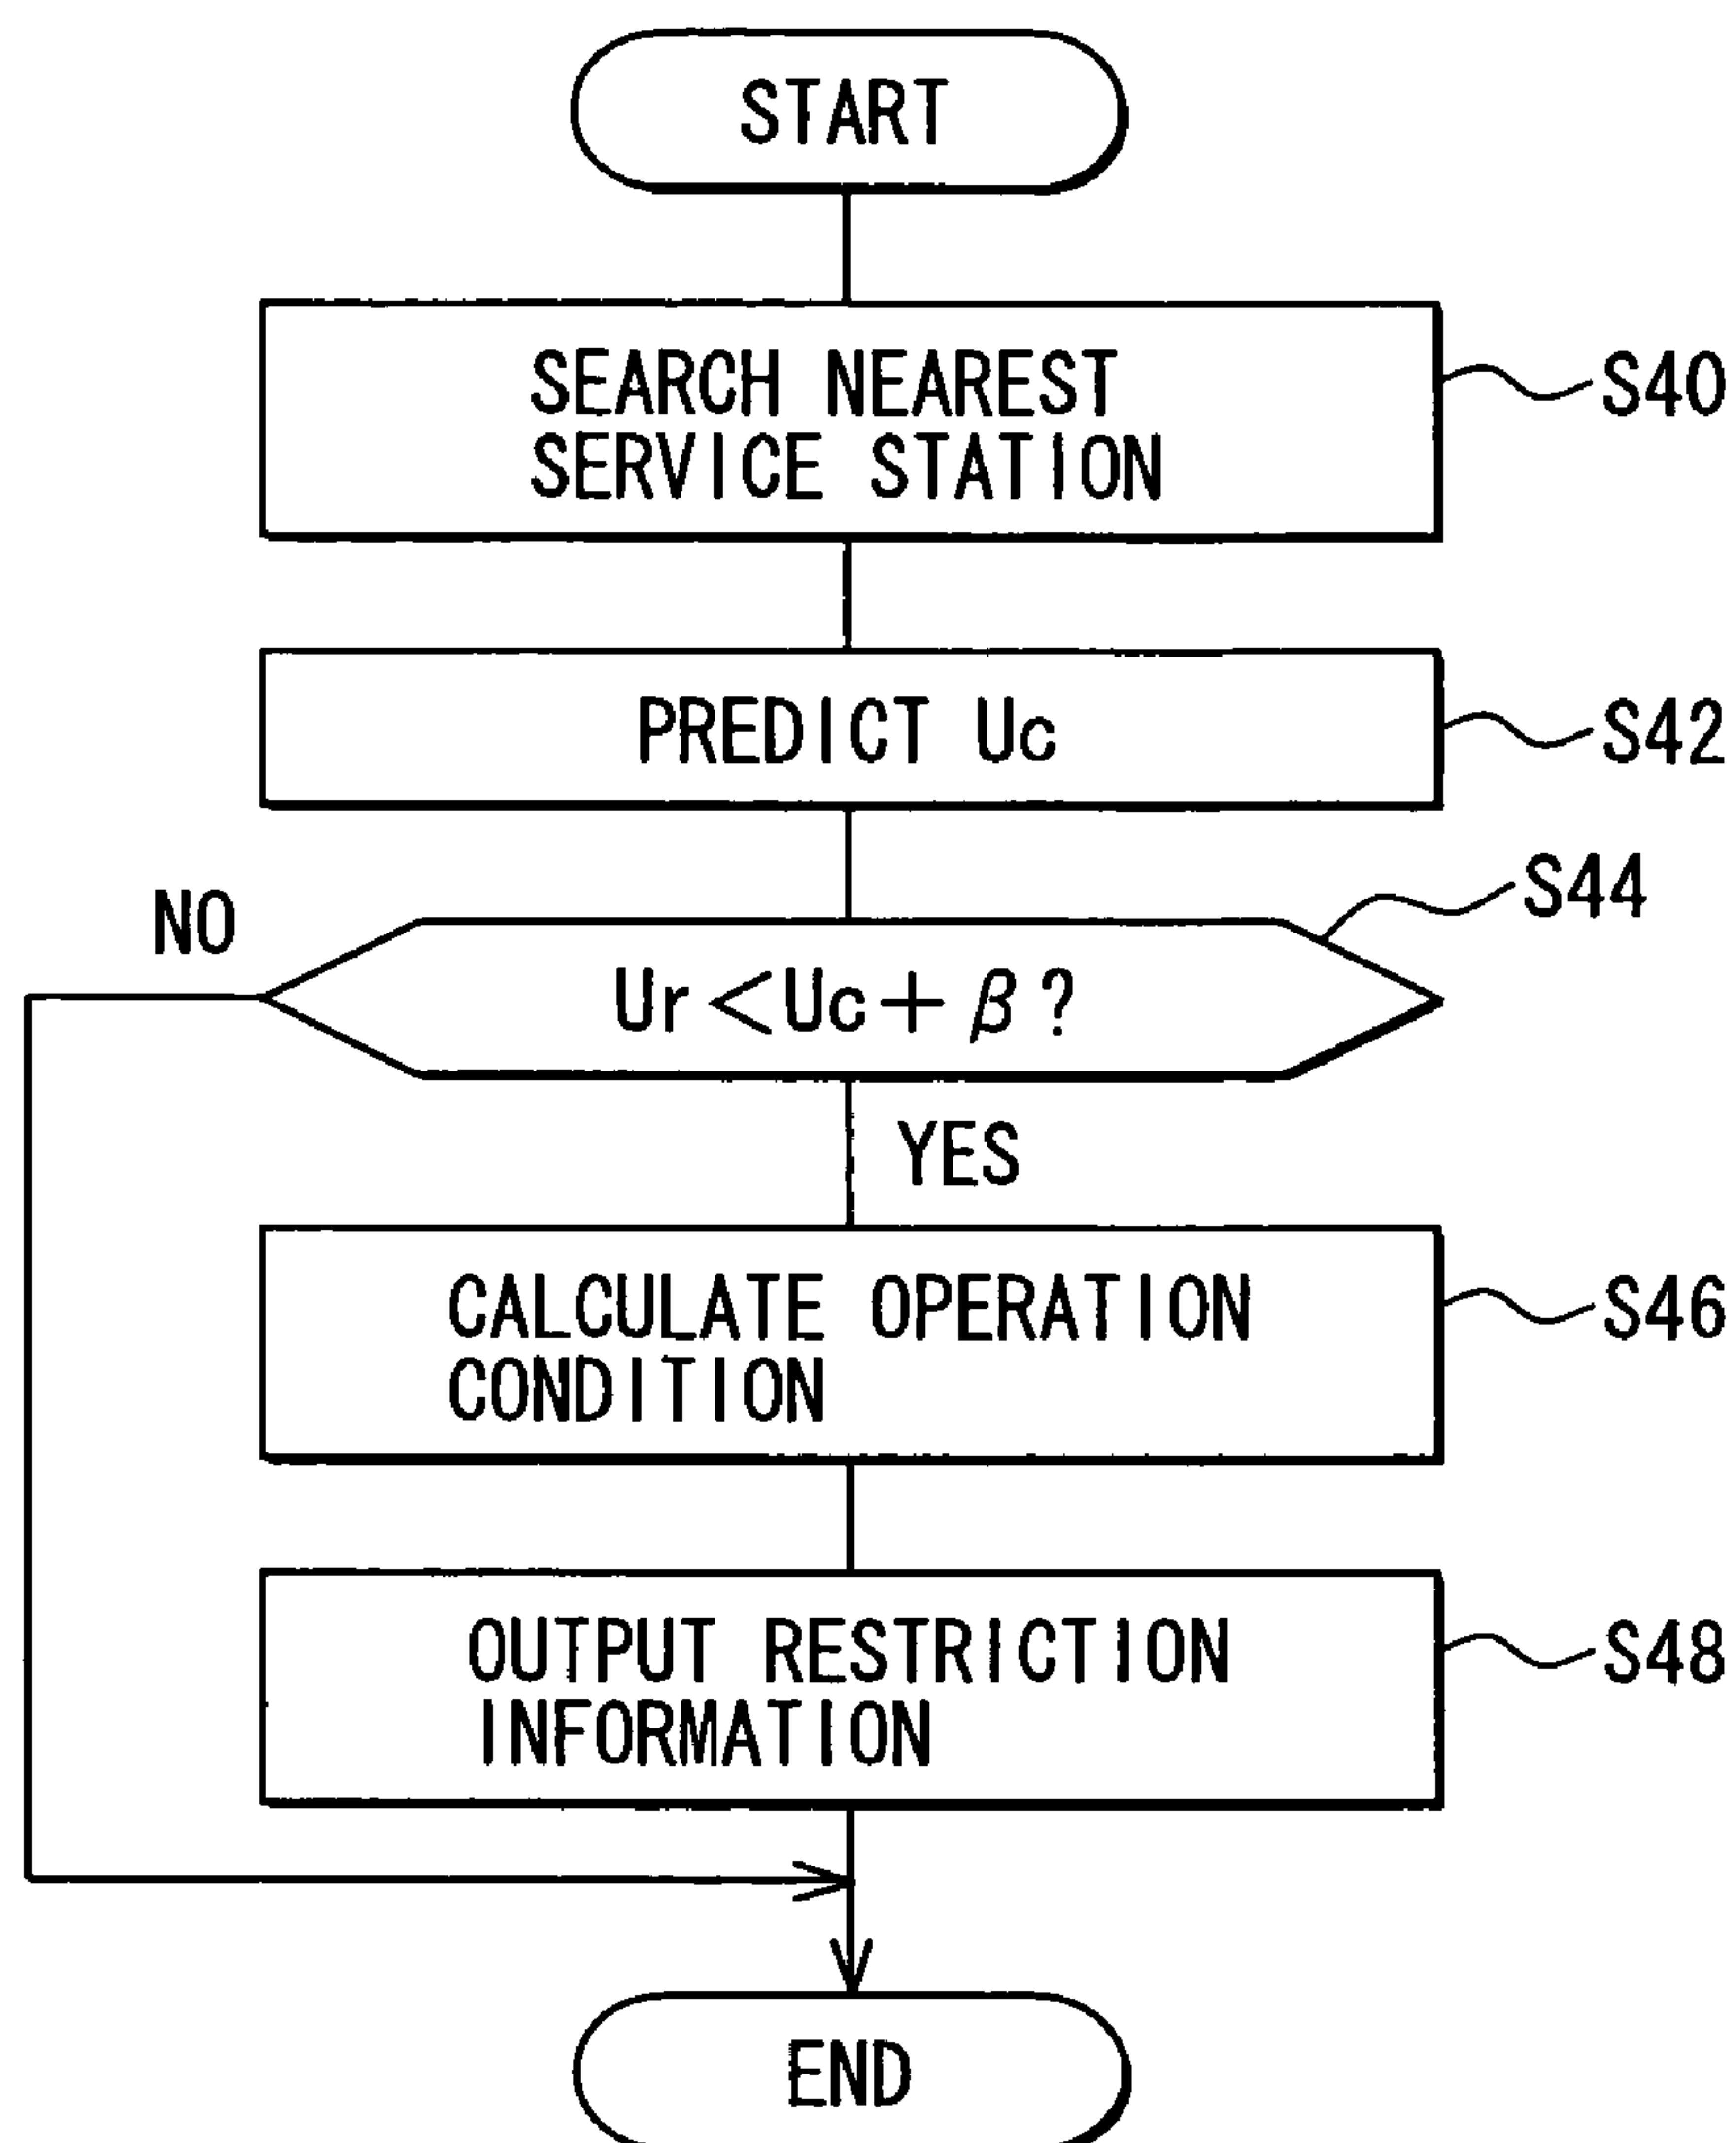 START
SEARCH NEAREST
SERVICE STATION
S40
PREDICT Uc
S42
S44
NO
Ur<Uc+β?
YES
CALCULATE OPERATION
CONDITION
S46
OUTPUT RESTRICTION
INFORMATION
S48
END